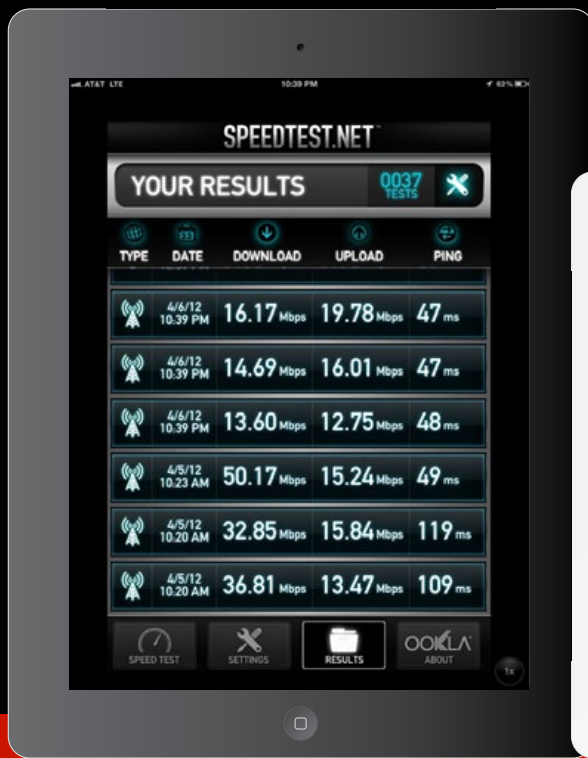 AT&T LTE 10:39 PM 62%
SPEEDTEST.NET™
YOUR RESULTS 0037 TESTS
TYPE DATE DOWNLOAD UPLOAD PING
4/6/12 10:39 PM 16.17 Mbps 19.78 Mbps 47 ms
4/6/12 10:39 PM 14.69 Mbps 16.01 Mbps 47 ms
4/6/12 10:39 PM 13.60 Mbps 12.75 Mbps 48 ms
4/5/12 10:23 AM 50.17 Mbps 15.24 Mbps 49 ms
4/5/12 10:20 AM 32.85 Mbps 15.84 Mbps 119 ms
4/5/12 10:20 AM 36.81 Mbps 13.47 Mbps 109 ms
SPEED TEST SETTINGS RESULTS OOKLA ABOUT
1x